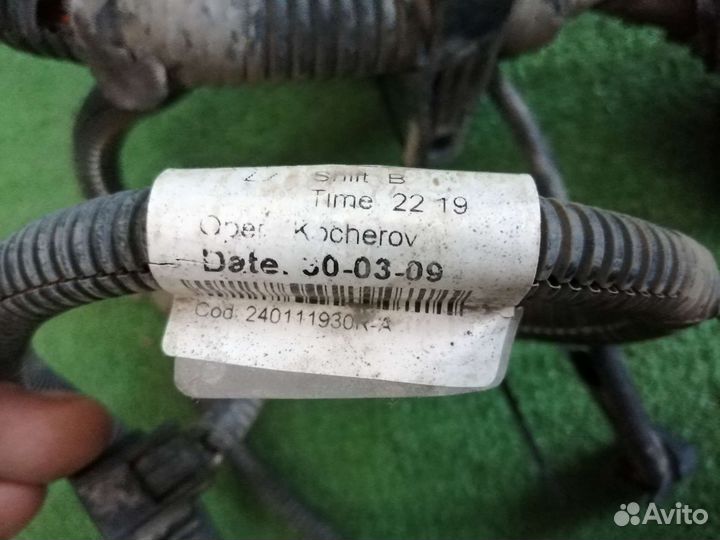 Shift B
Time 22 19
Oper. Kocherov
Date. 30-03-09
Cod. 240111930R-A
Avito